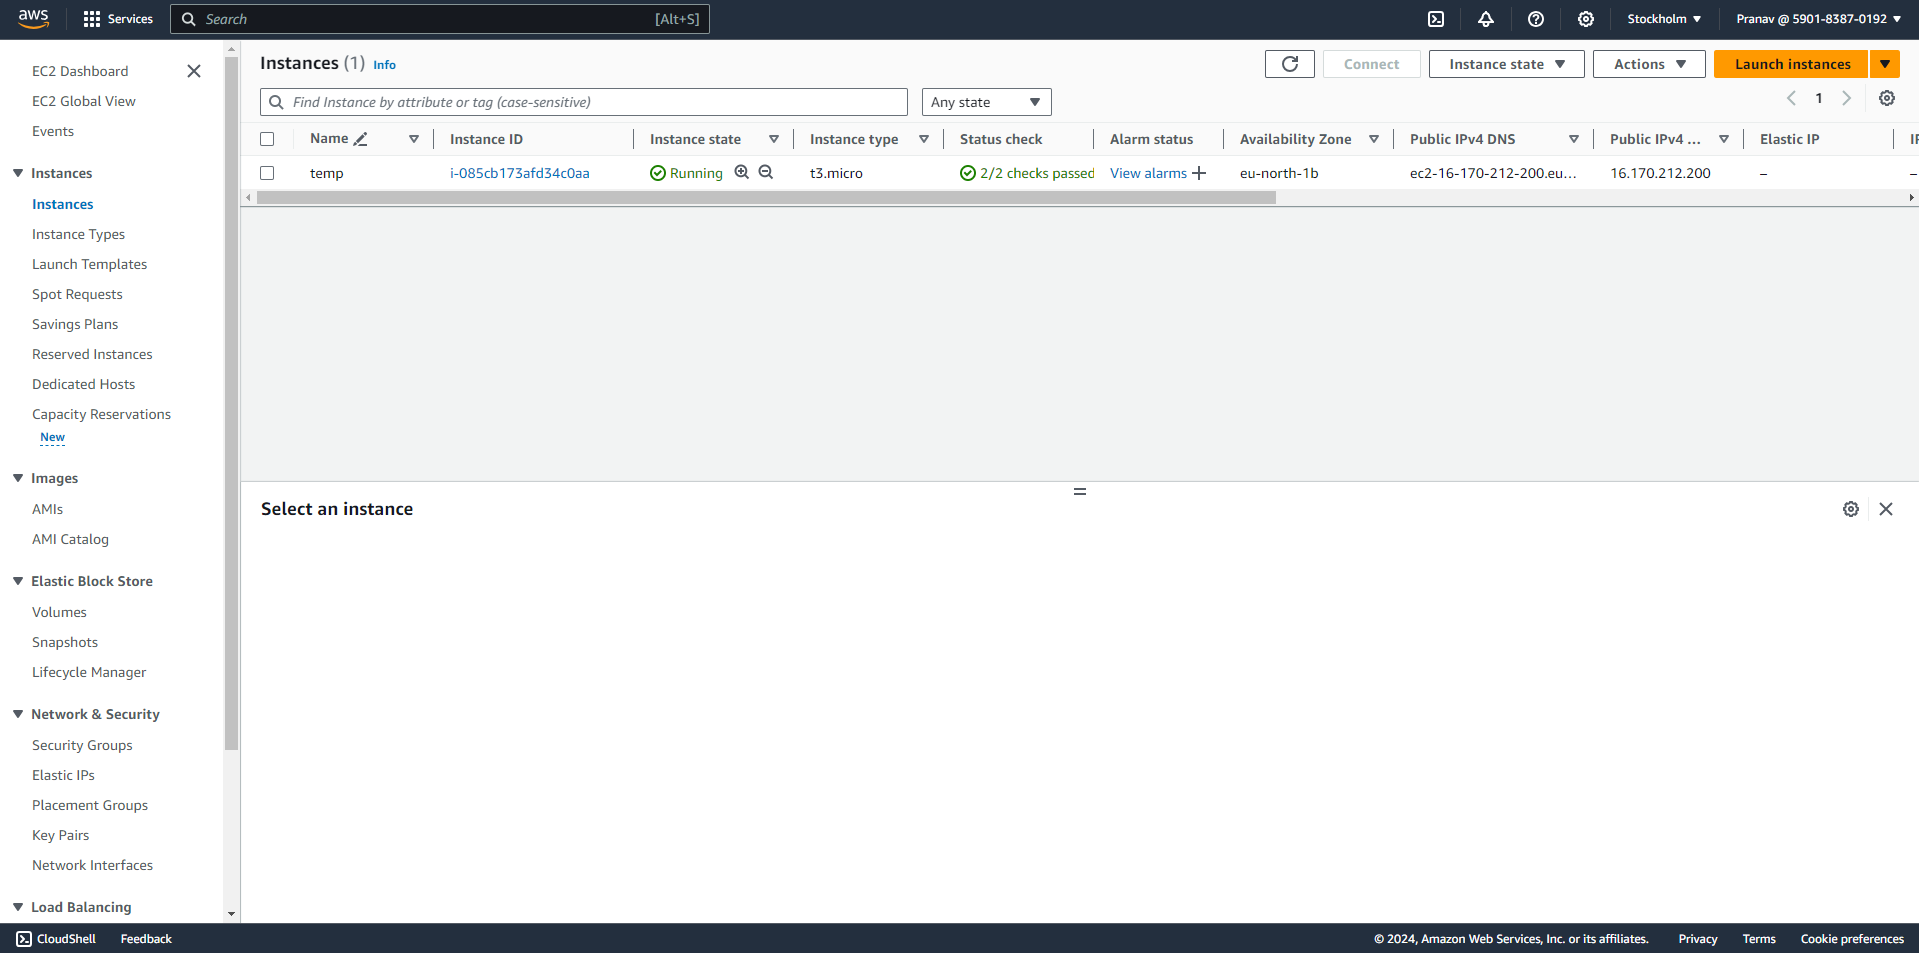 aws Services Search [Alt+S] Stockholm Pranav @ 5901-8387-0192
EC2 Dashboard
EC2 Global View
Events
Instances
Instances
Instance Types
Launch Templates
Spot Requests
Savings Plans
Reserved Instances
Dedicated Hosts
Capacity Reservations
New
Images
AMIs
AMI Catalog
Elastic Block Store
Volumes
Snapshots
Lifecycle Manager
Network & Security
Security Groups
Elastic IPs
Placement Groups
Key Pairs
Network Interfaces
Load Balancing
Instances (1) Info Connect Instance state Actions Launch instances
Find Instance by attribute or tag (case-sensitive) Any state 1
Name Instance ID Instance state Instance type Status check Alarm status Availability Zone Public IPv4 DNS Public IPv4 ... Elastic IP
temp i-085cb173afd34c0aa Running t3.micro 2/2 checks passed View alarms eu-north-1b ec2-16-170-212-200.eu... 16.170.212.200 – –
Select an instance
CloudShell Feedback © 2024, Amazon Web Services, Inc. or its affiliates. Privacy Terms Cookie preferences